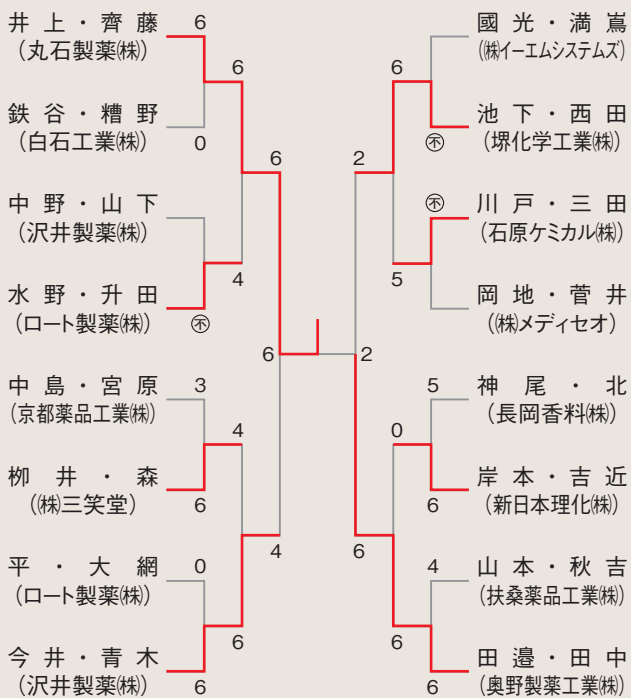 井上・齊藤 6
(丸石製薬㈱)
6
鉄谷・糟野
(白石工業㈱) 0
6
中野・山下
(沢井製薬㈱)
4
水野・升田
(ロート製薬㈱) ㊀不
6
中島・宮原 3
(京都薬品工業㈱)
4
栁井・森
(㈱三笑堂) 6
4
平・大網 0
(ロート製薬㈱)
6
今井・青木
(沢井製薬㈱) 6
國光・満嶌
(㈱イーエムシステムズ)
6
池下・西田
不 (堺化学工業㈱)
2
不 川戸・三田
(石原ケミカル㈱)
5
岡地・菅井
(㈱メディセオ)
2
5 神尾・北
(長岡香料㈱)
0
岸本・吉近
6 (新日本理化㈱)
6
4 山本・秋吉
(扶桑薬品工業㈱)
6
田邉・田中
6 (奥野製薬工業㈱)